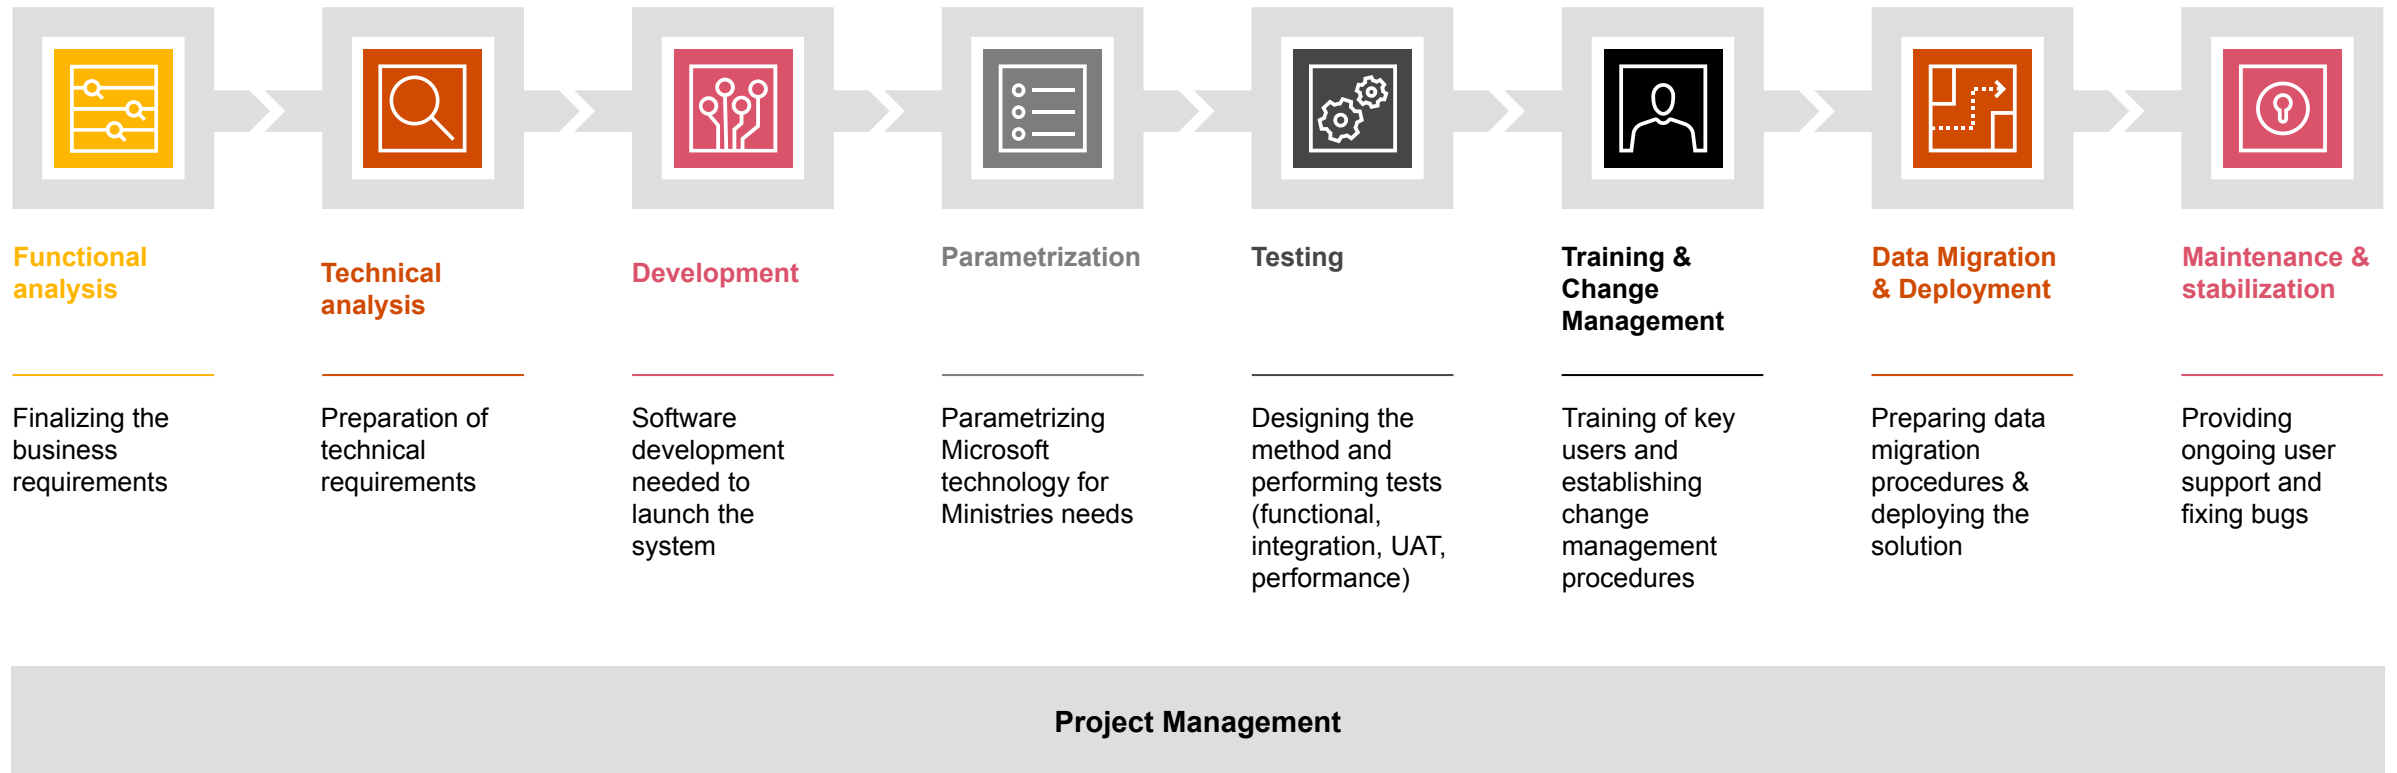 Functional
analysis
Finalizing the
business
requirements
Technical
analysis
Preparation of
technical
requirements
Development
Software
development
needed to
launch the
system
Parametrization
Parametrizing
Microsoft
technology for
Ministries needs
Testing
Designing the
method and
performing tests
(functional,
integration, UAT,
performance)
Training &
Change
Management
Training of key
users and
establishing
change
management
procedures
Data Migration
& Deployment
Preparing data
migration
procedures &
deploying the
solution
Maintenance &
stabilization
Providing
ongoing user
support and
fixing bugs
Project Management